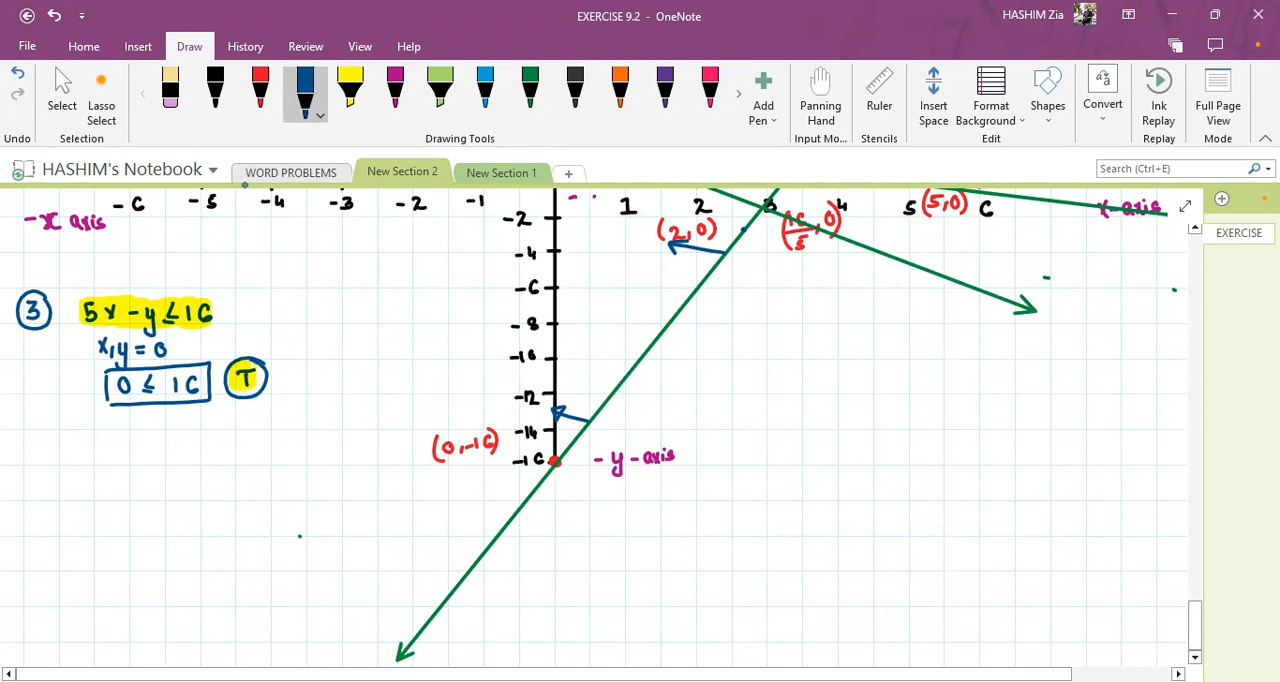 EXERCISE 9.2 - OneNote
HASHIM Zia
File Home Insert Draw History Review View Help
Undo
Select
Lasso Select
Selection
Drawing Tools
Add Pen
Panning Hand
Input Mo...
Ruler
Stencils
Insert Space
Format Background
Shapes
Edit
Convert
Ink Replay
Replay
Full Page View
Mode
HASHIM's Notebook
WORD PROBLEMS
New Section 2
New Section 1
Search (Ctrl+E)
EXERCISE
-x axis
-6 -5 -4 -3 -2 -1 1 2 3 4 5 6
x-axis
(2,0)
(16/5,0)
(5,0)
-2
-4
-6
-8
-10
-12
-14
-16
(0,-16)
-y-axis
3
5x - y ≤ 16
x,y = 0
0 ≤ 16
T